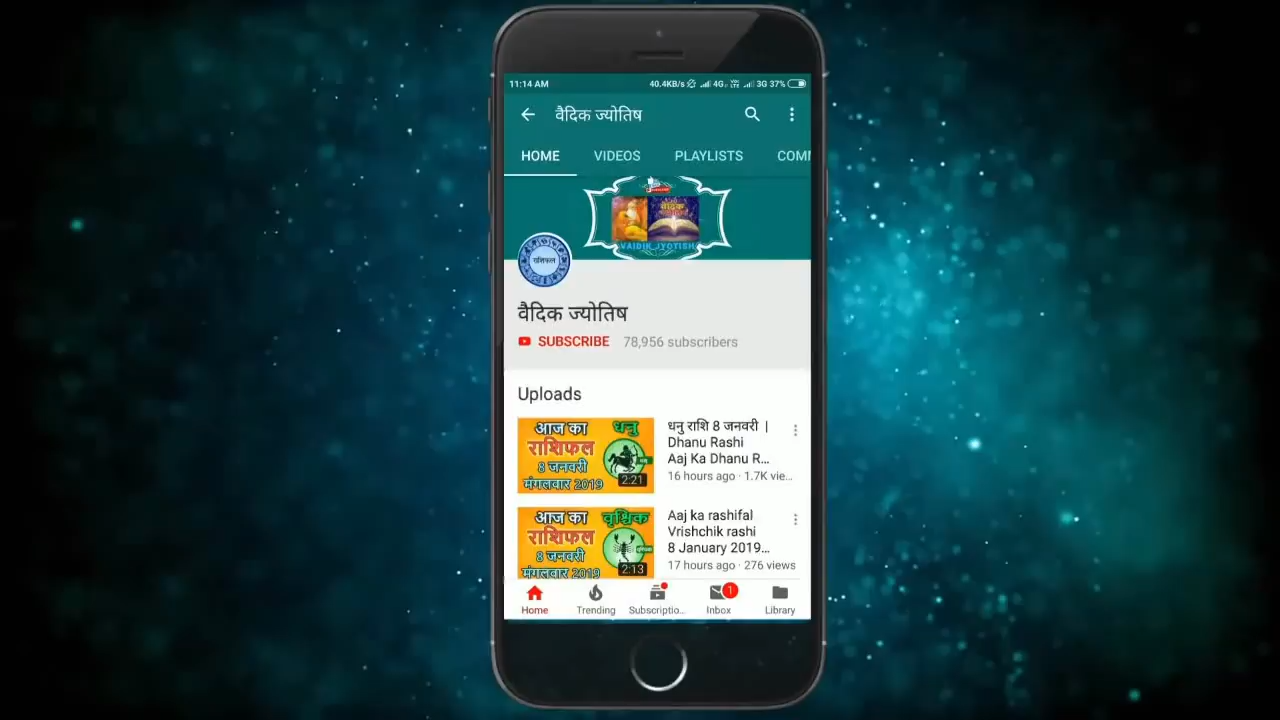 11:14 AM
40.4KB/s 4G 3G 37%
वैदिक ज्योतिष
HOME VIDEOS PLAYLISTS COMM
वैदिक
VAIDIK JYOTISH
राशिफल
वैदिक ज्योतिष
SUBSCRIBE 78,956 subscribers
Uploads
आज का धनु
राशिफल
8 जनवरी
मंगलवार 2019
2:21
धनु राशि 8 जनवरी |
Dhanu Rashi
Aaj Ka Dhanu R...
16 hours ago · 1.7K vie...
आज का वृश्चिक
राशिफल
8 जनवरी
मंगलवार 2019
2:13
Aaj ka rashifal
Vrishchik rashi
8 January 2019...
17 hours ago · 276 views
1
Home Trending Subscriptio... Inbox Library